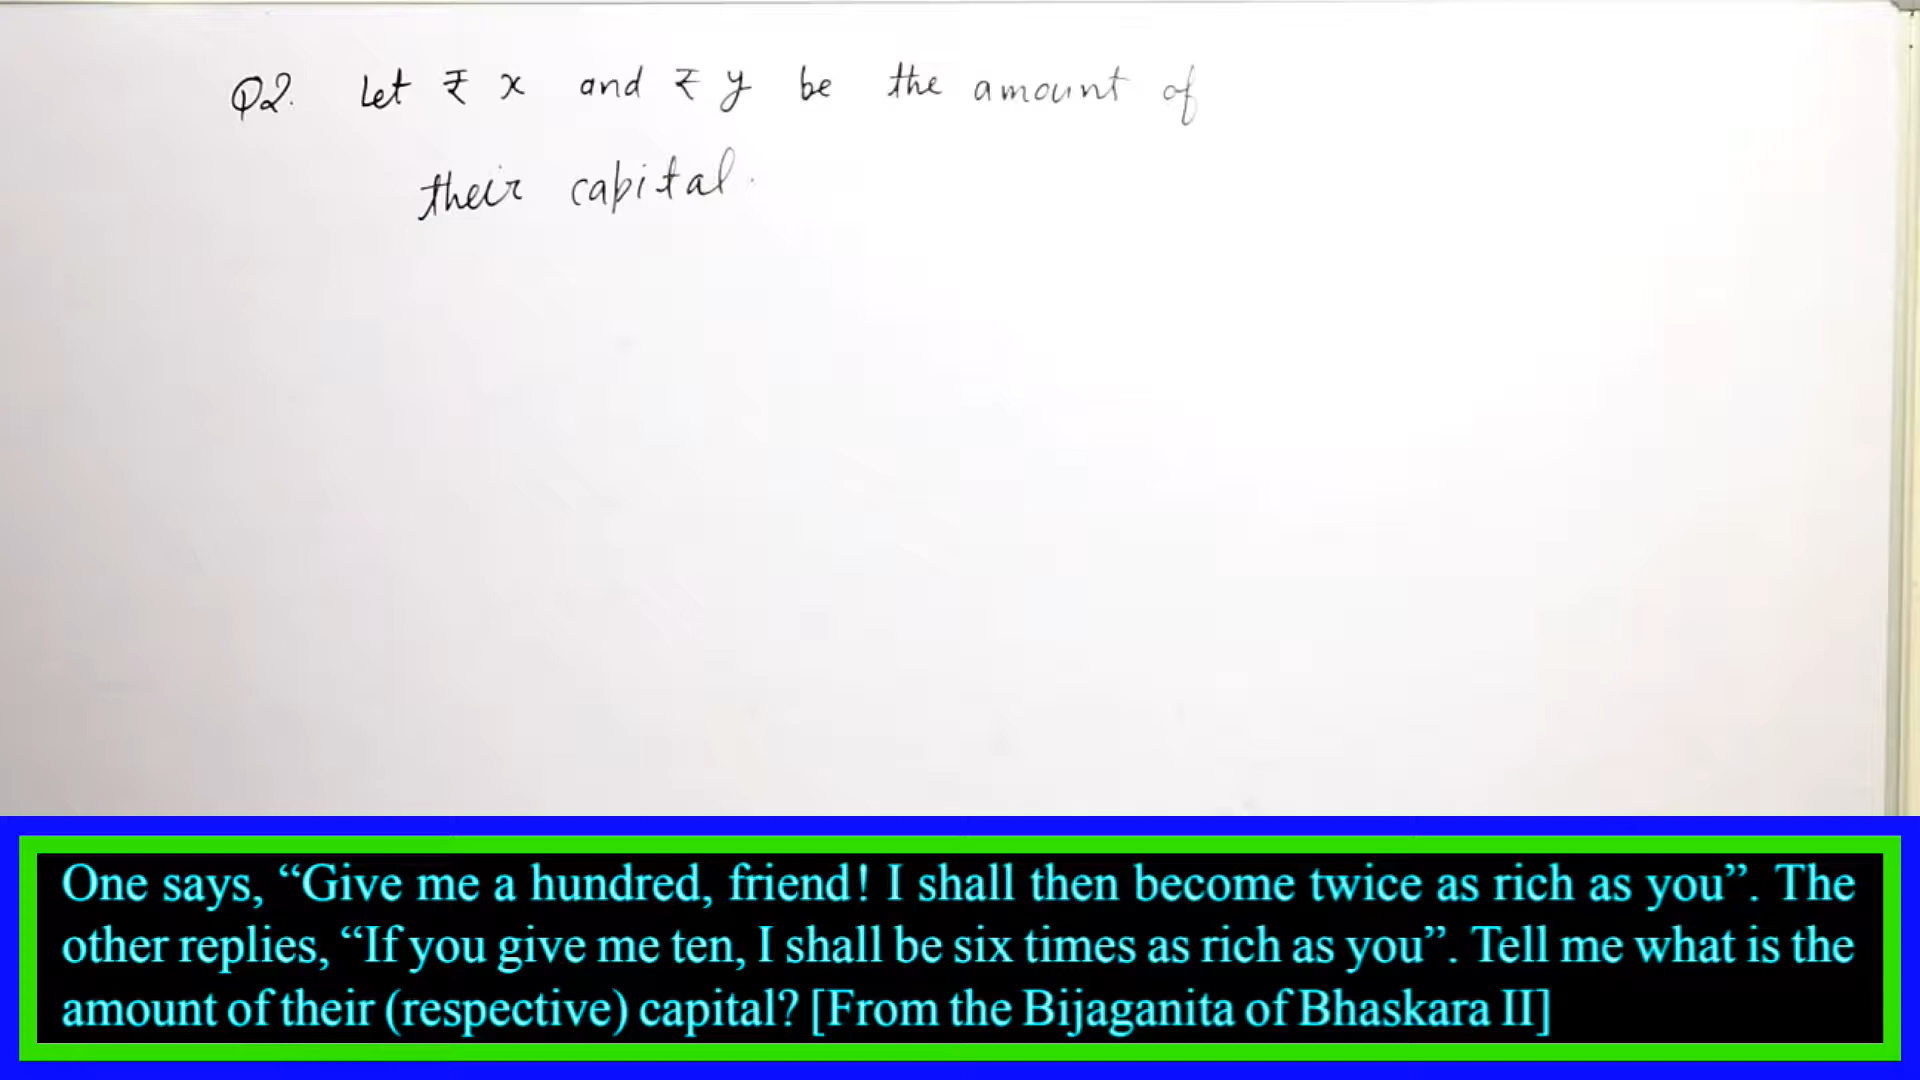 Q2. Let ₹ x and ₹ y be the amount of
their capital.
One says, “Give me a hundred, friend! I shall then become twice as rich as you”. The
other replies, “If you give me ten, I shall be six times as rich as you”. Tell me what is the
amount of their (respective) capital? [From the Bijaganita of Bhaskara II]